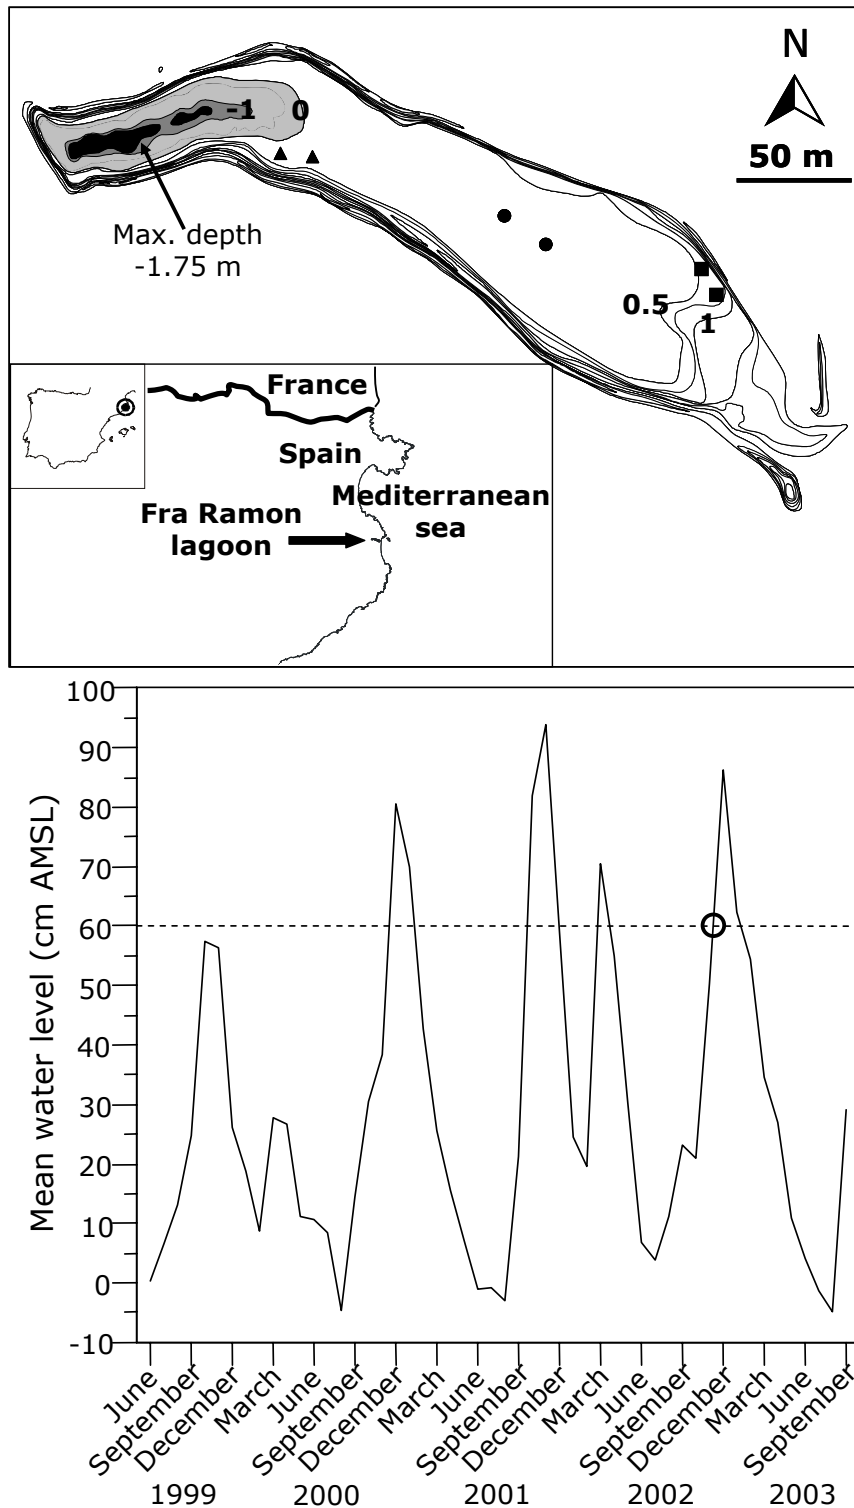 N
50 m
-1
0
Max. depth
-1.75 m
0.5
1
France
Spain
Mediterranean
sea
Fra Ramon
lagoon
100
90
80
70
60
50
40
30
20
10
0
-10
Mean water level (cm AMSL)
June
September
December
March
June
September
December
March
June
September
December
March
June
September
December
March
June
September
1999
2000
2001
2002
2003